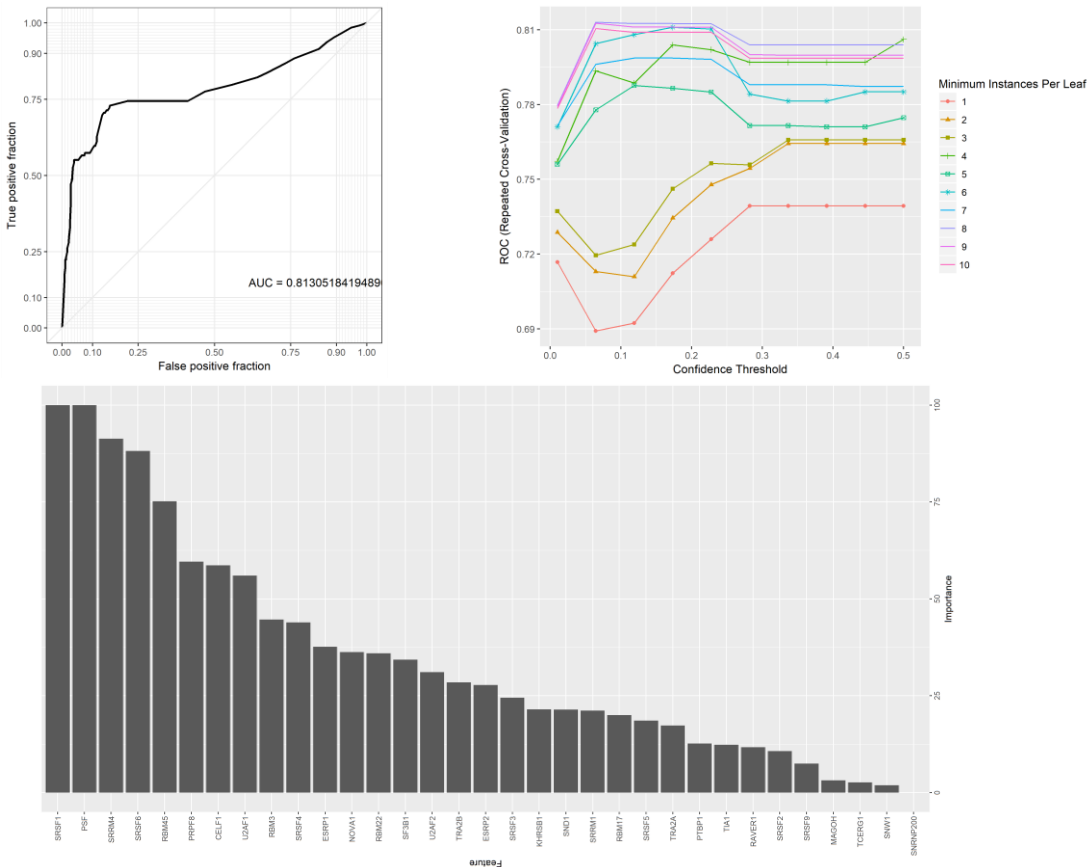 1.00
0.90
0.75
0.50
0.25
0.10
0.00
True positive fraction
AUC = 0.8130518419489
0.00 0.10 0.25 0.50 0.75 0.90 1.00
False positive fraction
0.81
0.78
0.75
0.72
0.69
ROC (Repeated Cross-Validation)
0.0 0.1 0.2 0.3 0.4 0.5
Confidence Threshold
Minimum Instances Per Leaf
1
2
3
4
5
6
7
8
9
10
100
75
50
25
0
Importance
SRSF1
PSF
SRRM4
SRSF6
RBM45
PRPF8
CELF1
U2AF1
RBM3
SRSF4
ESRP1
NOVA1
RBM22
SF3B1
U2AF2
TRA2B
ESRP2
SRSF3
KHRSB1
SND1
SRRM1
RBM17
SRSF5
TRA2A
PTBP1
TIA1
RAVER1
SRSF2
SRSF9
MAGOH
TCERG1
SNW1
SNRNP200
Feature